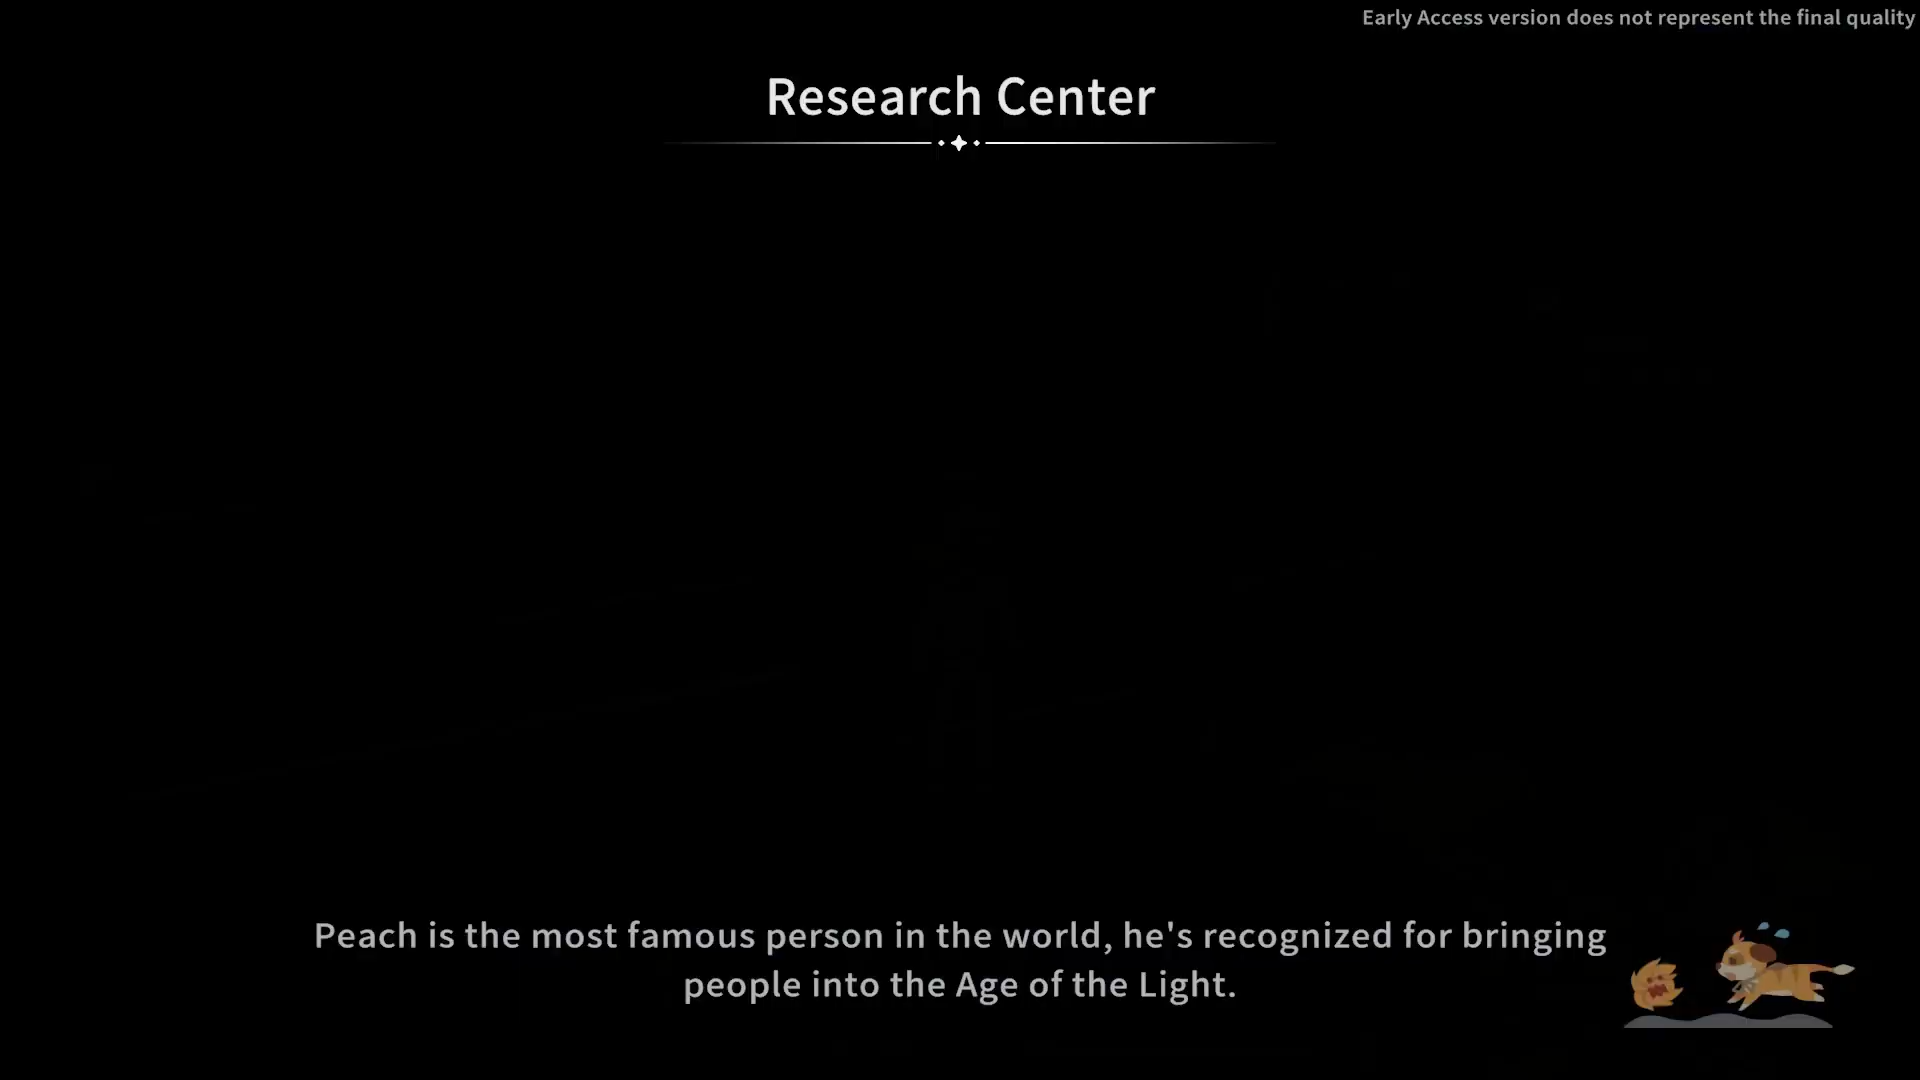 Early Access version does not represent the final quality
Research Center
Peach is the most famous person in the world, he's recognized for bringing
people into the Age of the Light.